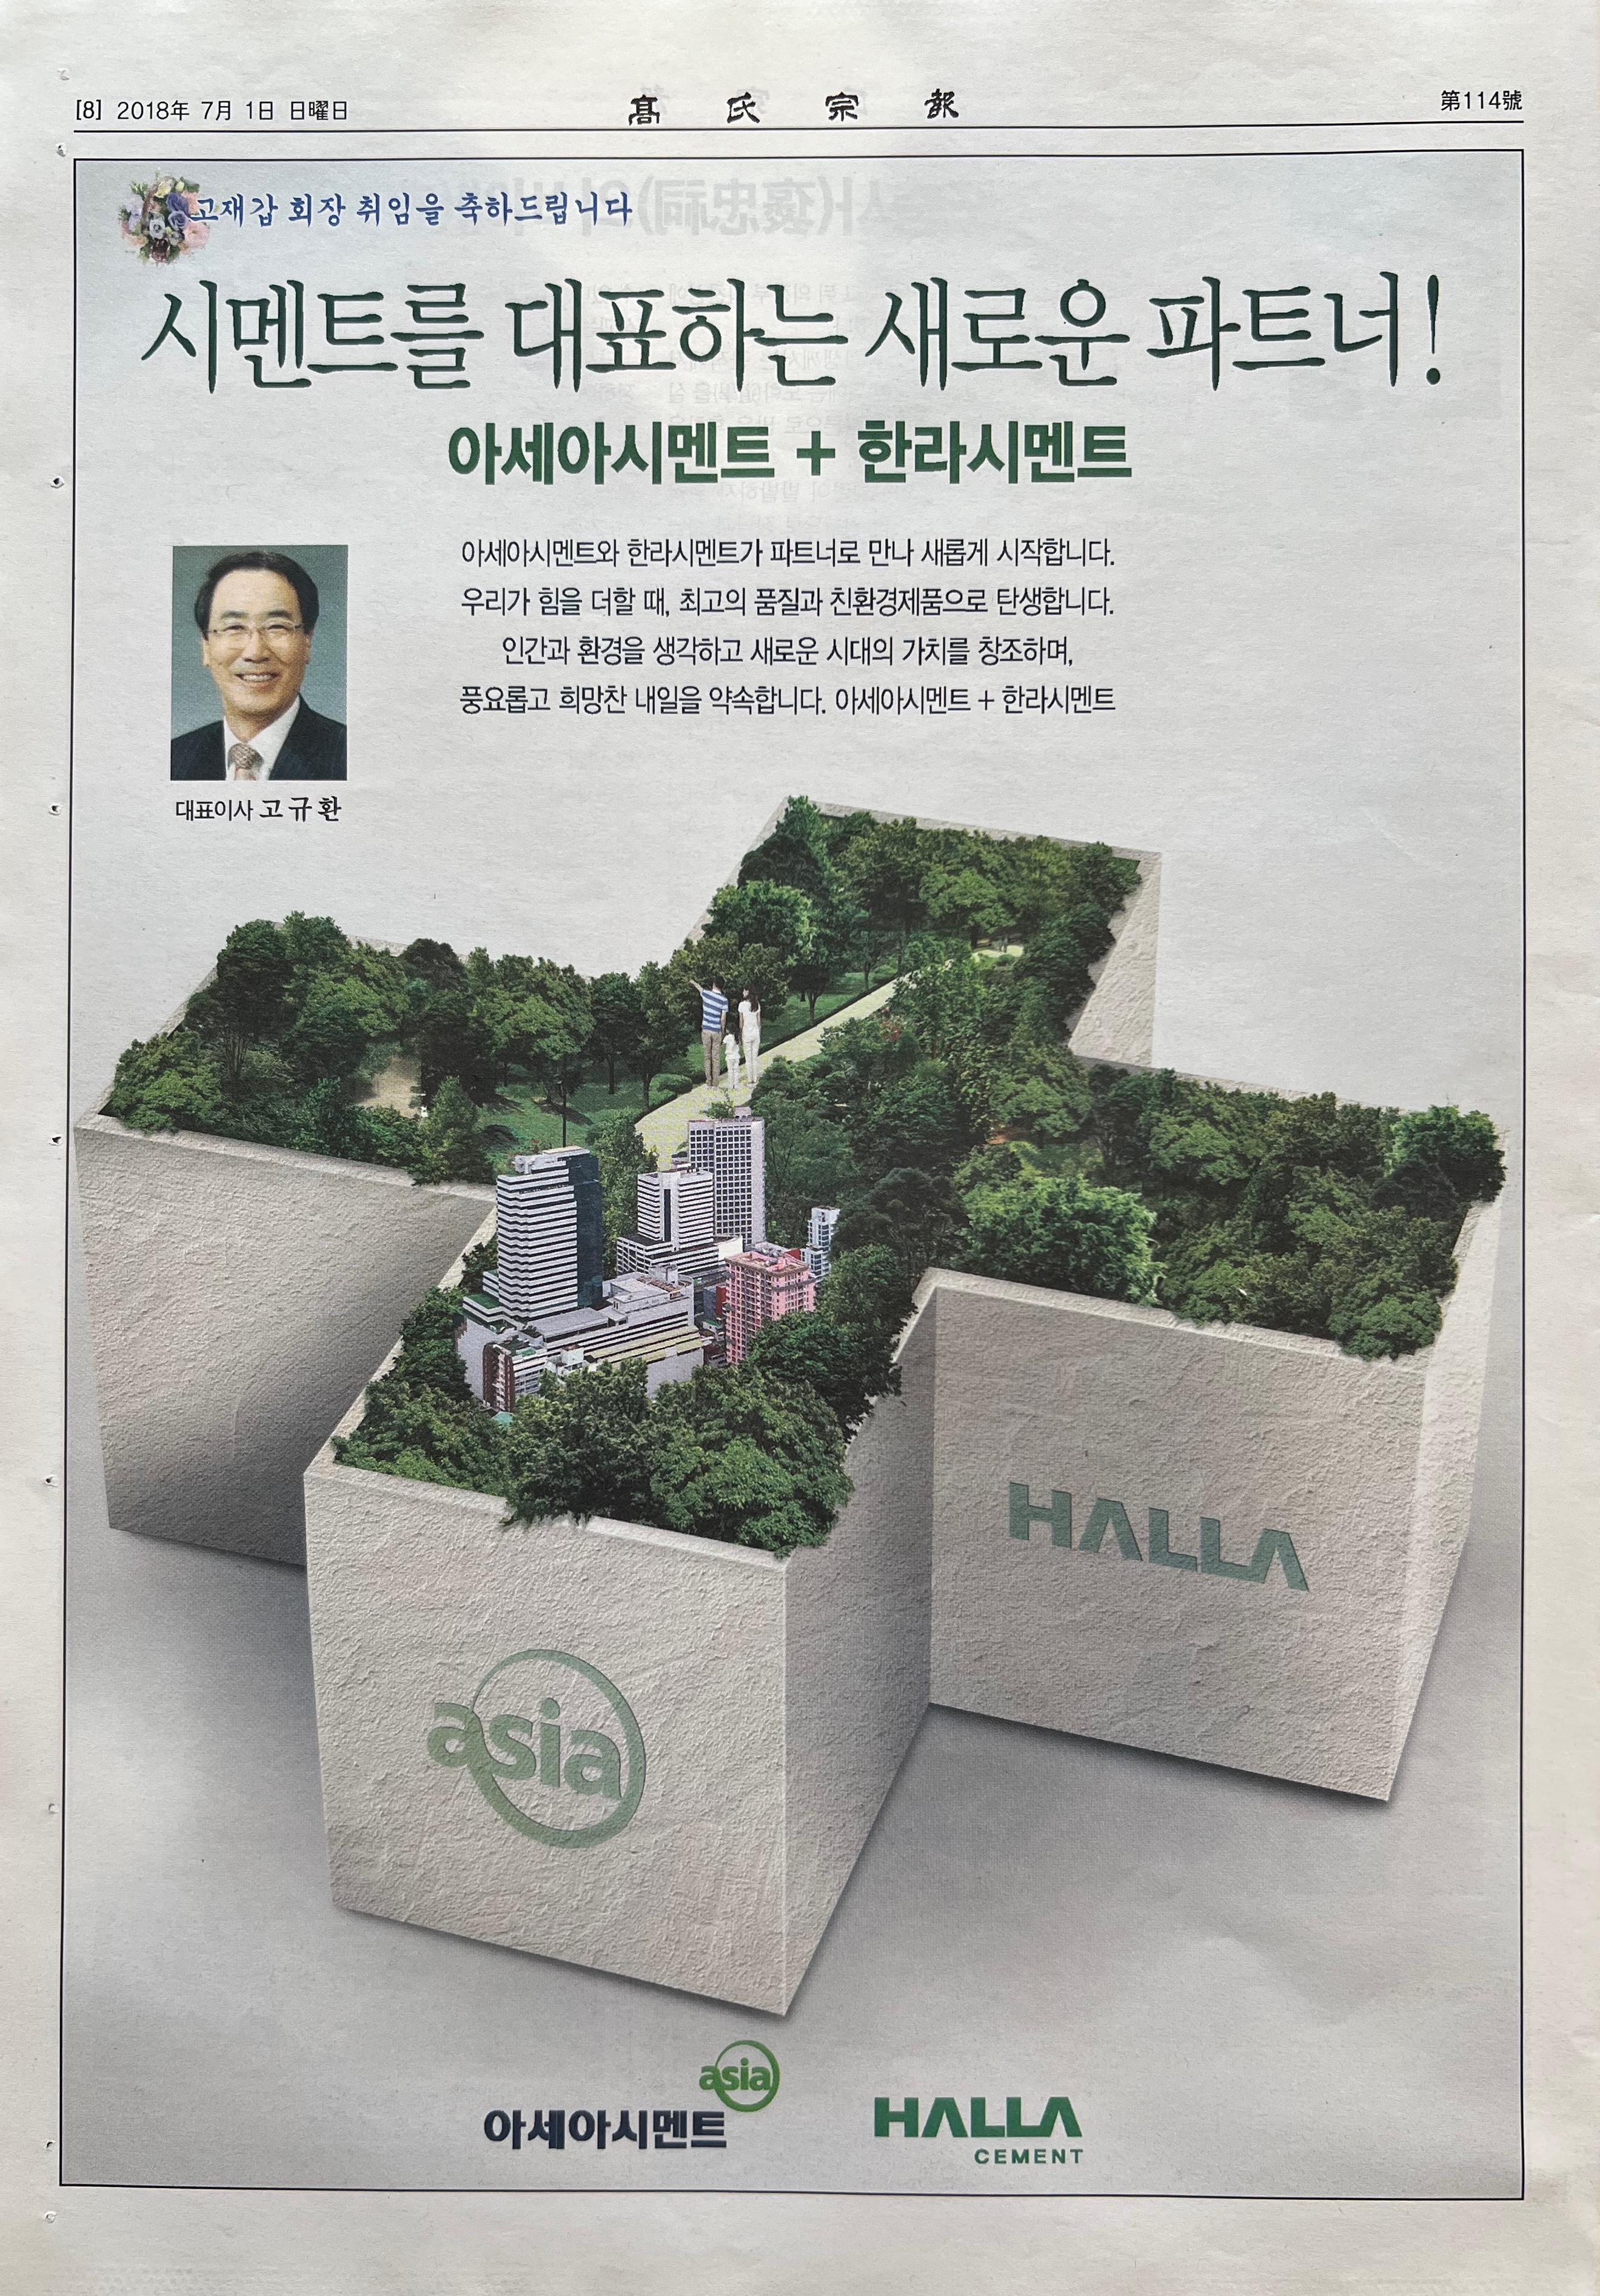 [8] 2018年 7月 1日 日曜日
髙氏宗報
第114號
고재갑 회장 취임을 축하드립니다
시멘트를 대표하는 새로운 파트너!
아세아시멘트 + 한라시멘트
아세아시멘트와 한라시멘트가 파트너로 만나 새롭게 시작합니다.
우리가 힘을 더할 때, 최고의 품질과 친환경제품으로 탄생합니다.
인간과 환경을 생각하고 새로운 시대의 가치를 창조하며,
풍요롭고 희망찬 내일을 약속합니다. 아세아시멘트 + 한라시멘트
대표이사 고규환
HALLA
asia
asia
아세아시멘트
HALLA
CEMENT